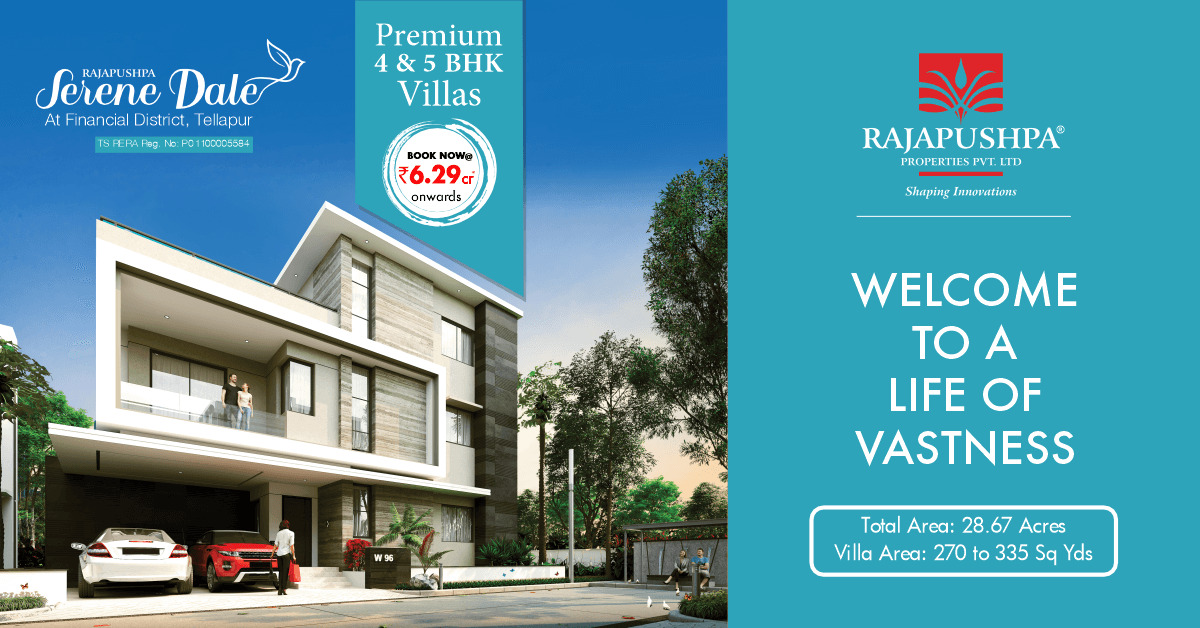 RAJAPUSHPA
Serene Dale
At Financial District, Tellapur
TS RERA Reg. No: P01100005584
Premium
4 & 5 BHK
Villas
BOOK NOW@
₹6.29cr*
onwards
W 96
RAJAPUSHPA®
PROPERTIES PVT. LTD
Shaping Innovations
WELCOME
TO A
LIFE OF
VASTNESS
Total Area: 28.67 Acres
Villa Area: 270 to 335 Sq Yds